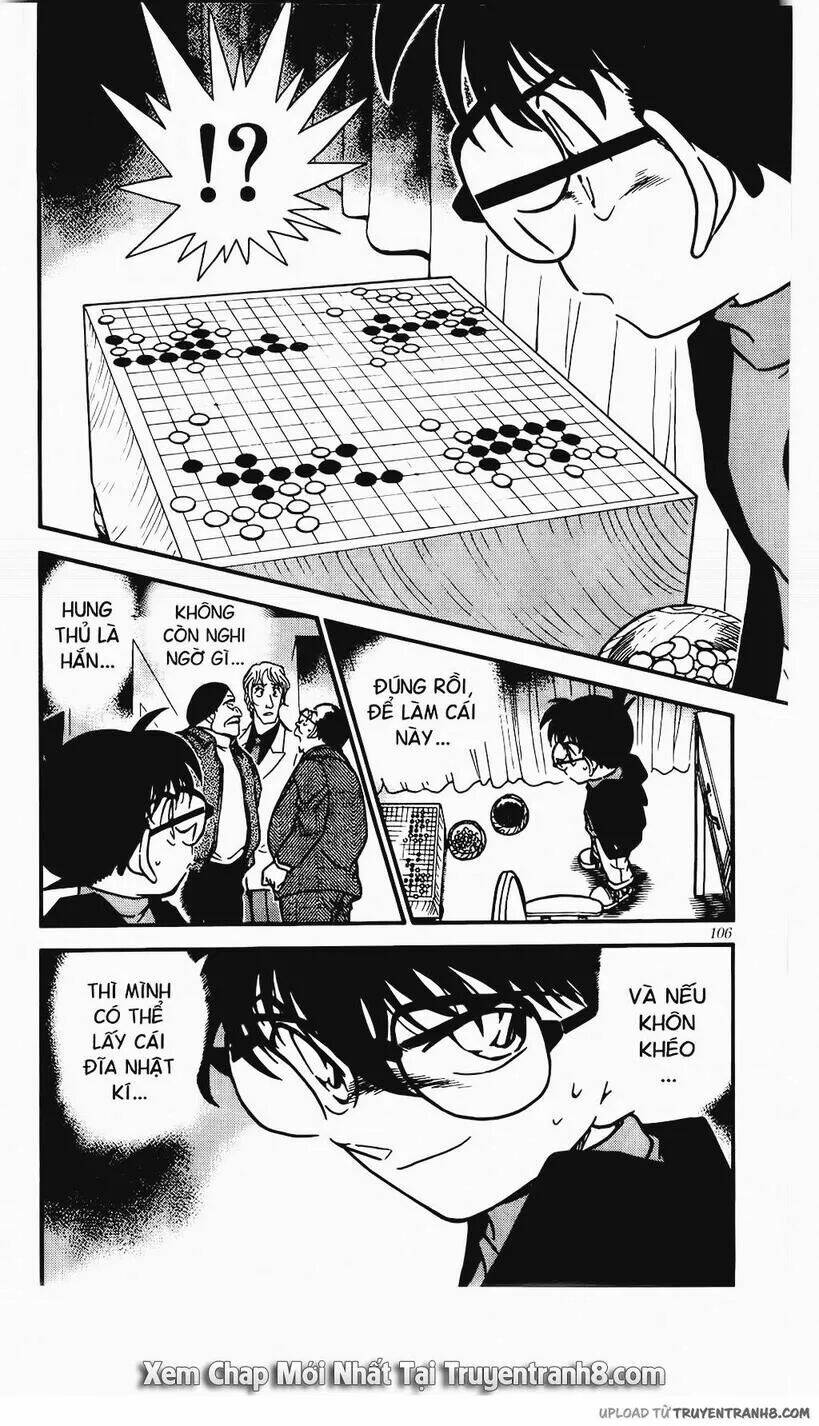 !?
ĐÚNG RỒI,
ĐỂ LÀM CÁI
NÀY...
KHÔNG
CÒN NGHI
NGỜ GÌ...
HUNG
THỦ LÀ
HẮN...
106
VÀ NẾU
KHÔN
KHÉO
...
THÌ MÌNH
CÓ THỂ
LẤY CÁI
ĐĨA NHẬT
KÍ...
Xem Chap Mới Nhất Tại Truyentranh8.com
UPLOAD TỪ TRUYENTRANH8.COM